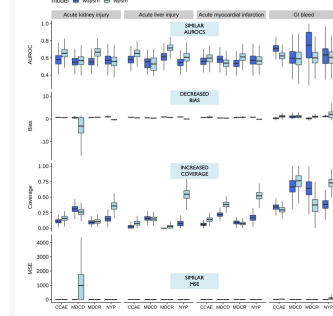 model wapsm wpsm
Acute kidney injury Acute liver injury Acute myocardial infarction GI bleed
SIMILAR
AUROCS
AUROC
1.0
0.8
0.6
0.4
DECREASED
BIAS
Bias
10
0
-10
INCREASED
COVERAGE
Coverage
1.00
0.75
0.50
0.25
0.00
SIMILAR
MSE
MSE
4000
3000
2000
1000
0
CCAE MDCD MDCR NYP CCAE MDCD MDCR NYP CCAE MDCD MDCR NYP CCAE MDCD MDCR NYP